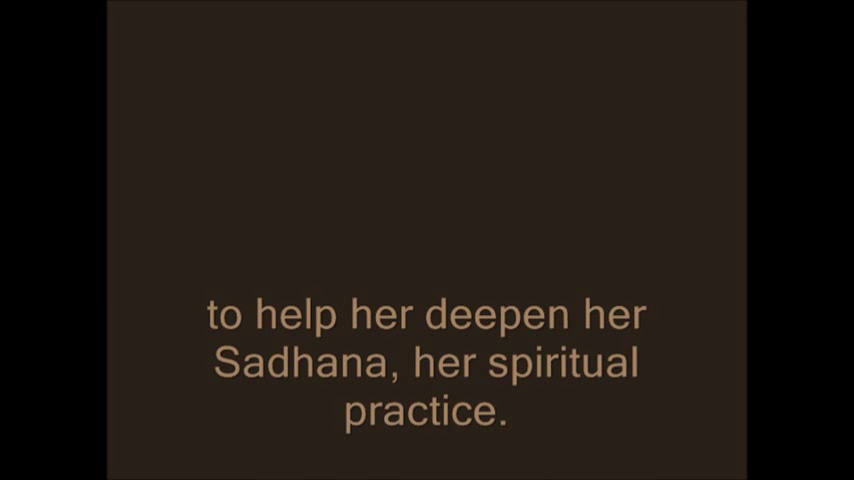 to help her deepen her
Sadhana, her spiritual
practice.